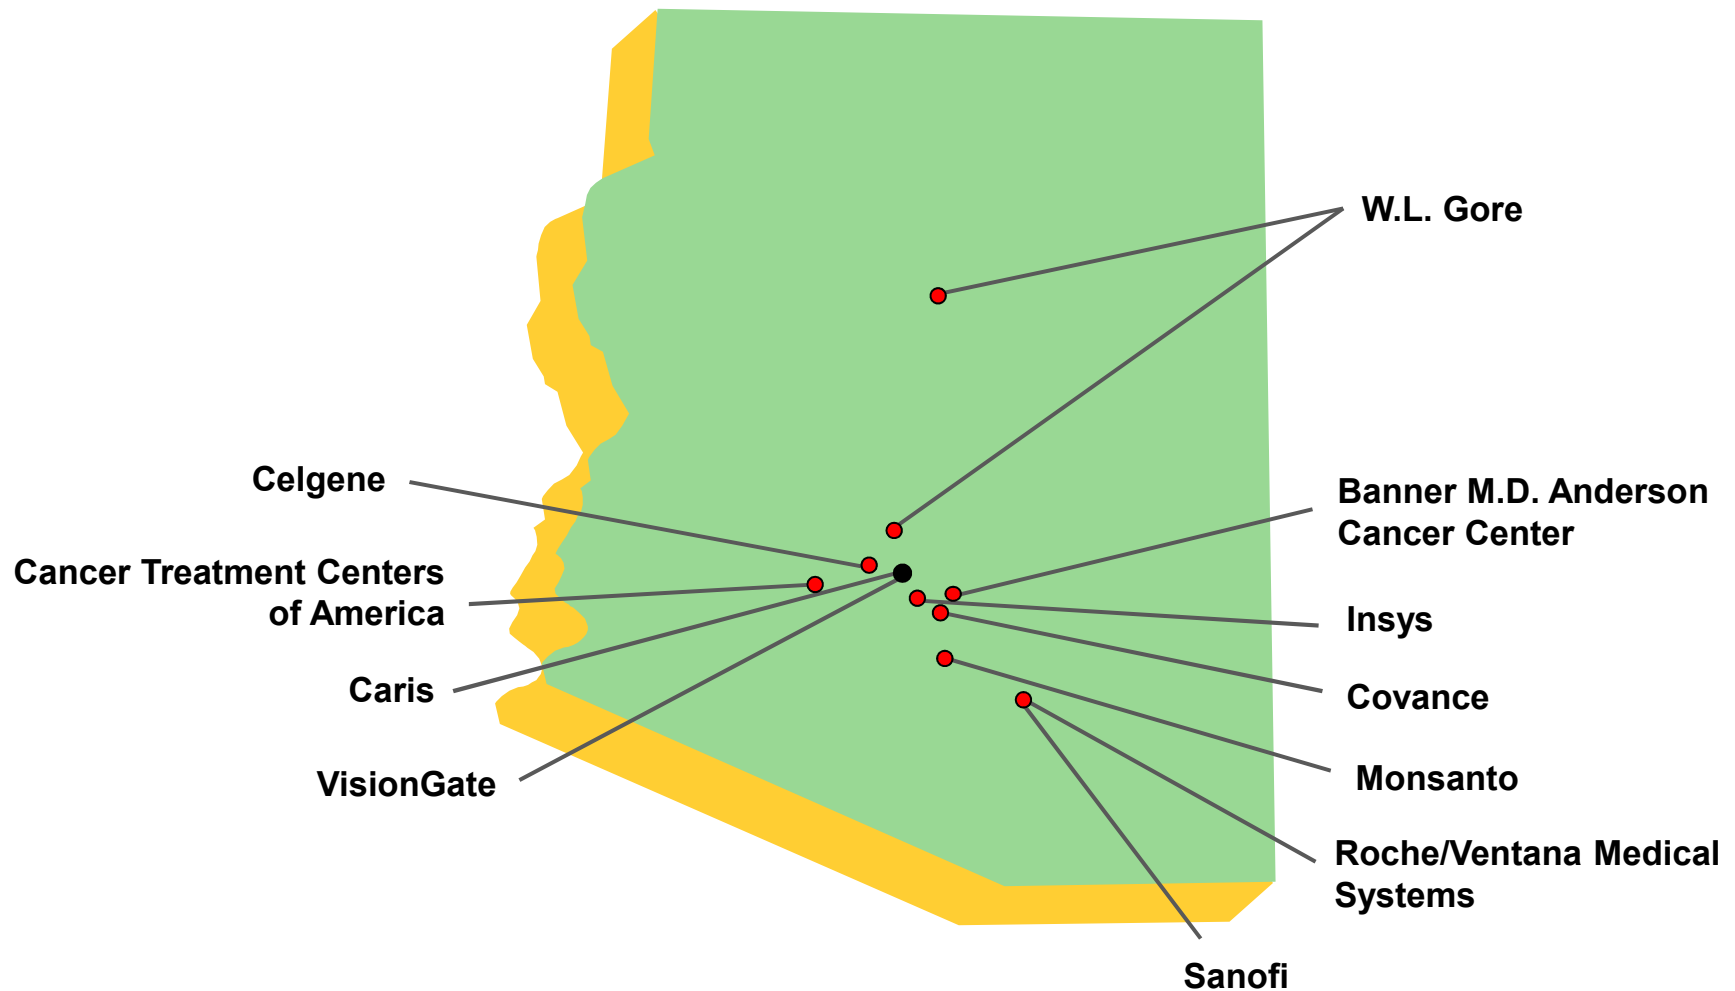 W.L. Gore
Celgene
Banner M.D. Anderson
Cancer Center
Cancer Treatment Centers
of America
Insys
Caris
Covance
VisionGate
Monsanto
Roche/Ventana Medical
Systems
Sanofi